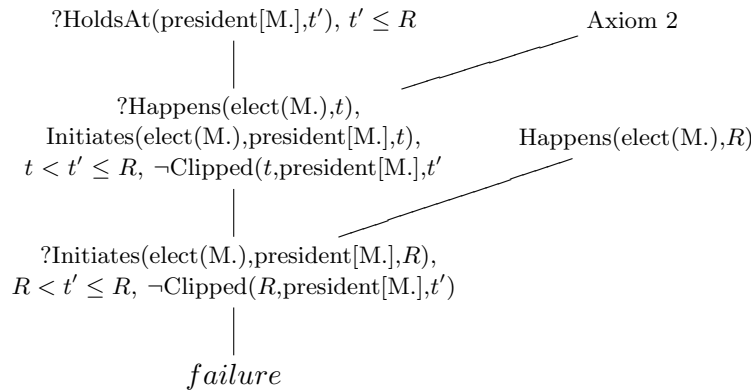 ?HoldsAt(president[M.],t′), t′ ≤ R
Axiom 2
?Happens(elect(M.),t),
Initiates(elect(M.),president[M.],t),
t < t′ ≤ R, ¬Clipped(t,president[M.],t′
Happens(elect(M.),R)
?Initiates(elect(M.),president[M.],R),
R < t′ ≤ R, ¬Clipped(R,president[M.],t′)
failure